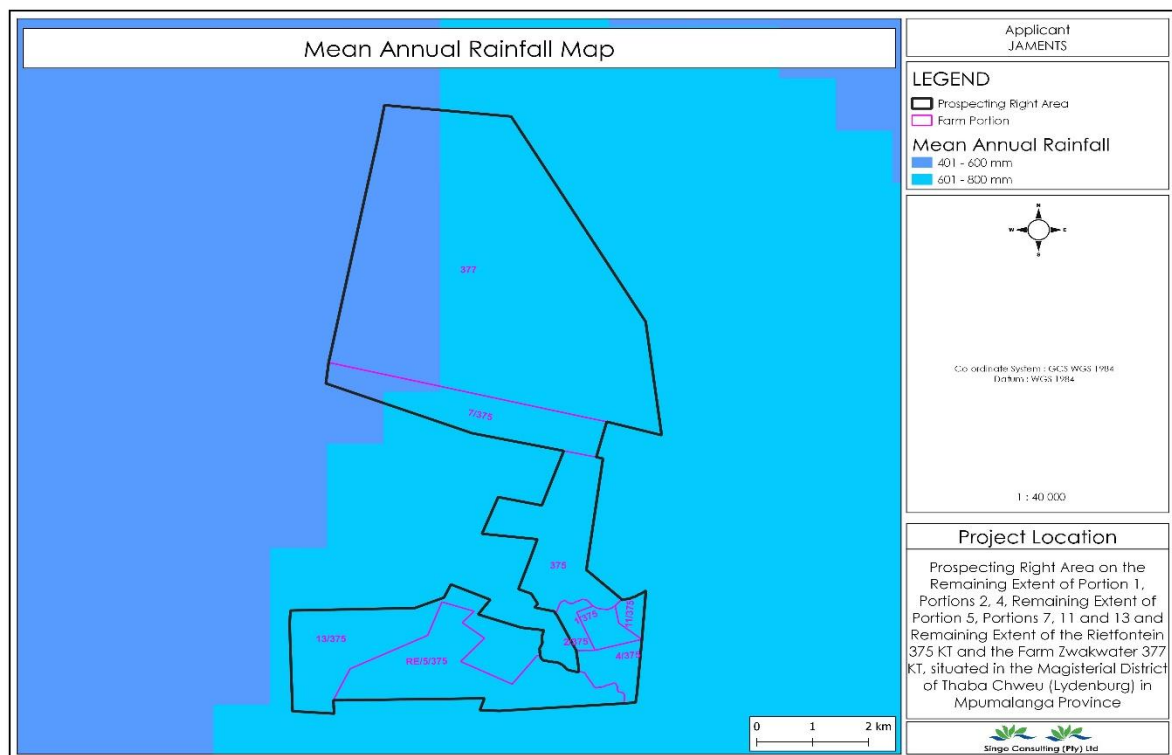 Mean Annual Rainfall Map
377
7/375
375
1/375
11/375
2/375
4/375
13/375
RE/5/375
0 1 2 km
Applicant
JAMENTS
LEGEND
Prospecting Right Area
Farm Portion
Mean Annual Rainfall
401 - 600 mm
601 - 800 mm
N
W E
S
Co-ordinate System : GCS WGS 1984
Datum : WGS 1984
1 : 40 000
Project Location
Prospecting Right Area on the
Remaining Extent of Portion 1,
Portions 2, 4, Remaining Extent of
Portion 5, Portions 7, 11 and 13 and
Remaining Extent of the Rietfontein
375 KT and the Farm Zwakwater 377
KT, situated in the Magisterial District
of Thaba Chweu (Lydenburg) in
Mpumalanga Province
Singo Consulting (Pty) Ltd